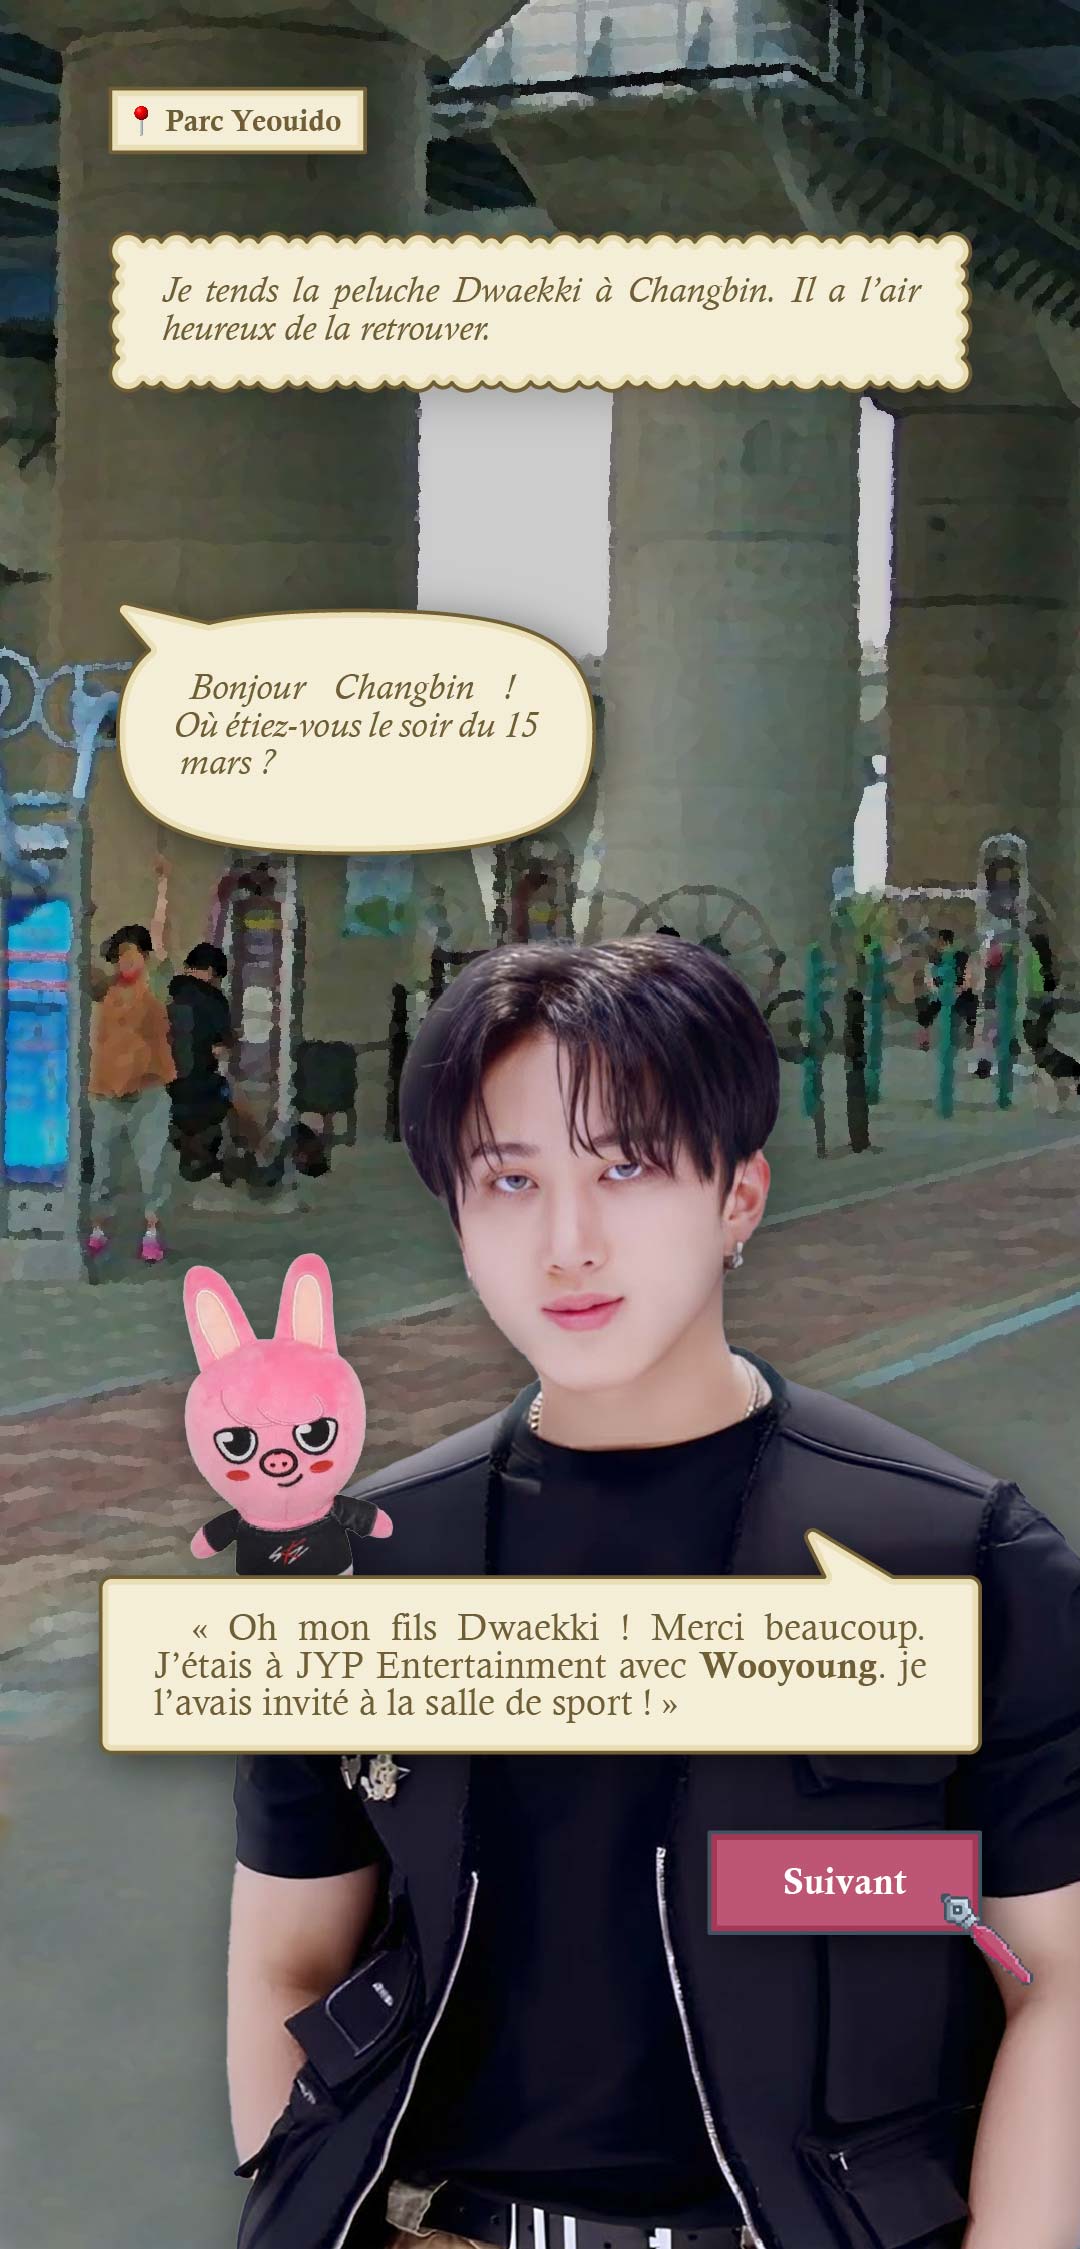 📍 Parc Yeouido
Je tends la peluche Dwaekki à Changbin. Il a l’air
heureux de la retrouver.
Bonjour Changbin !
Où étiez-vous le soir du 15
mars ?
« Oh mon fils Dwaekki ! Merci beaucoup.
J’étais à JYP Entertainment avec Wooyoung. je
l’avais invité à la salle de sport ! »
Suivant